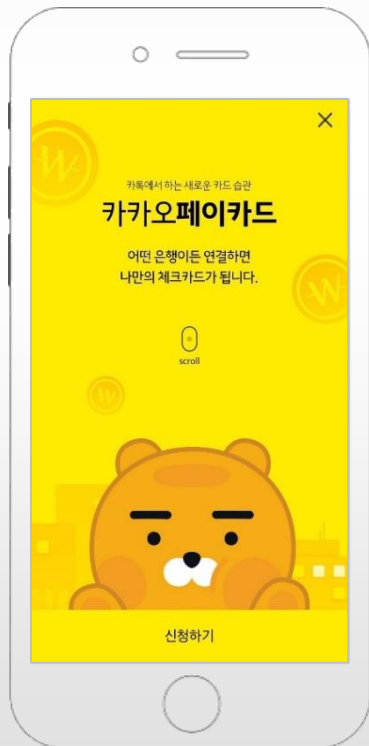 카톡에서 하는 새로운 카드 습관
카카오페이카드
어떤 은행이든 연결하면
나만의 체크카드가 됩니다.
scroll
신청하기